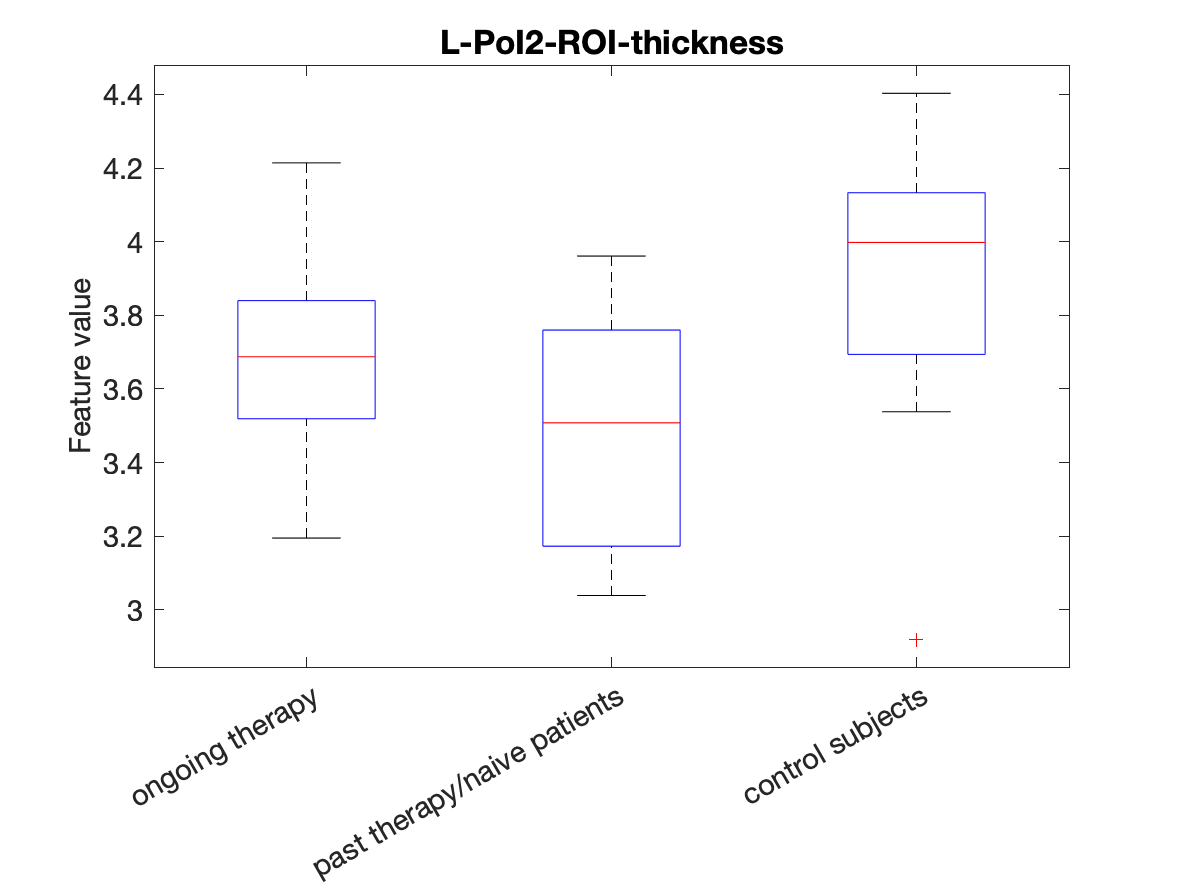 L-PoI2-ROI-thickness
Feature value
4.4
4.2
4
3.8
3.6
3.4
3.2
3
ongoing therapy
past therapy/naive patients
control subjects